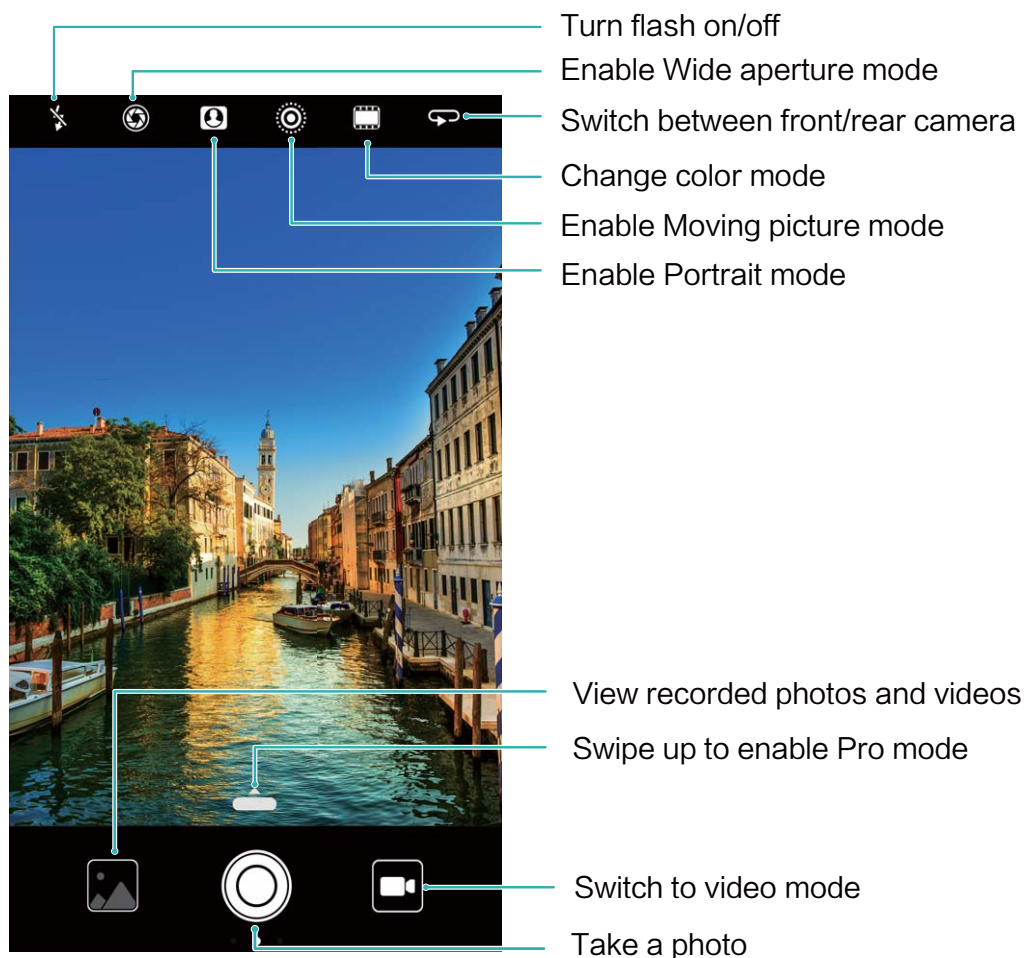 Turn flash on/off
Enable Wide aperture mode
Switch between front/rear camera
Change color mode
Enable Moving picture mode
Enable Portrait mode
View recorded photos and videos
Swipe up to enable Pro mode
Switch to video mode
Take a photo